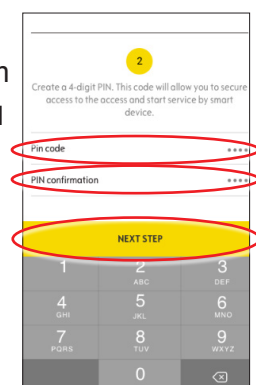 2
Create a 4-digit PIN. This code will allow you to secure
access to the access and start service by smart
device.
Pin code ****
PIN confirmation ****
NEXT STEP
1 2 3
ABC DEF
4 5 6
GHI JKL MNO
7 8 9
PQRS TUV WXYZ
0